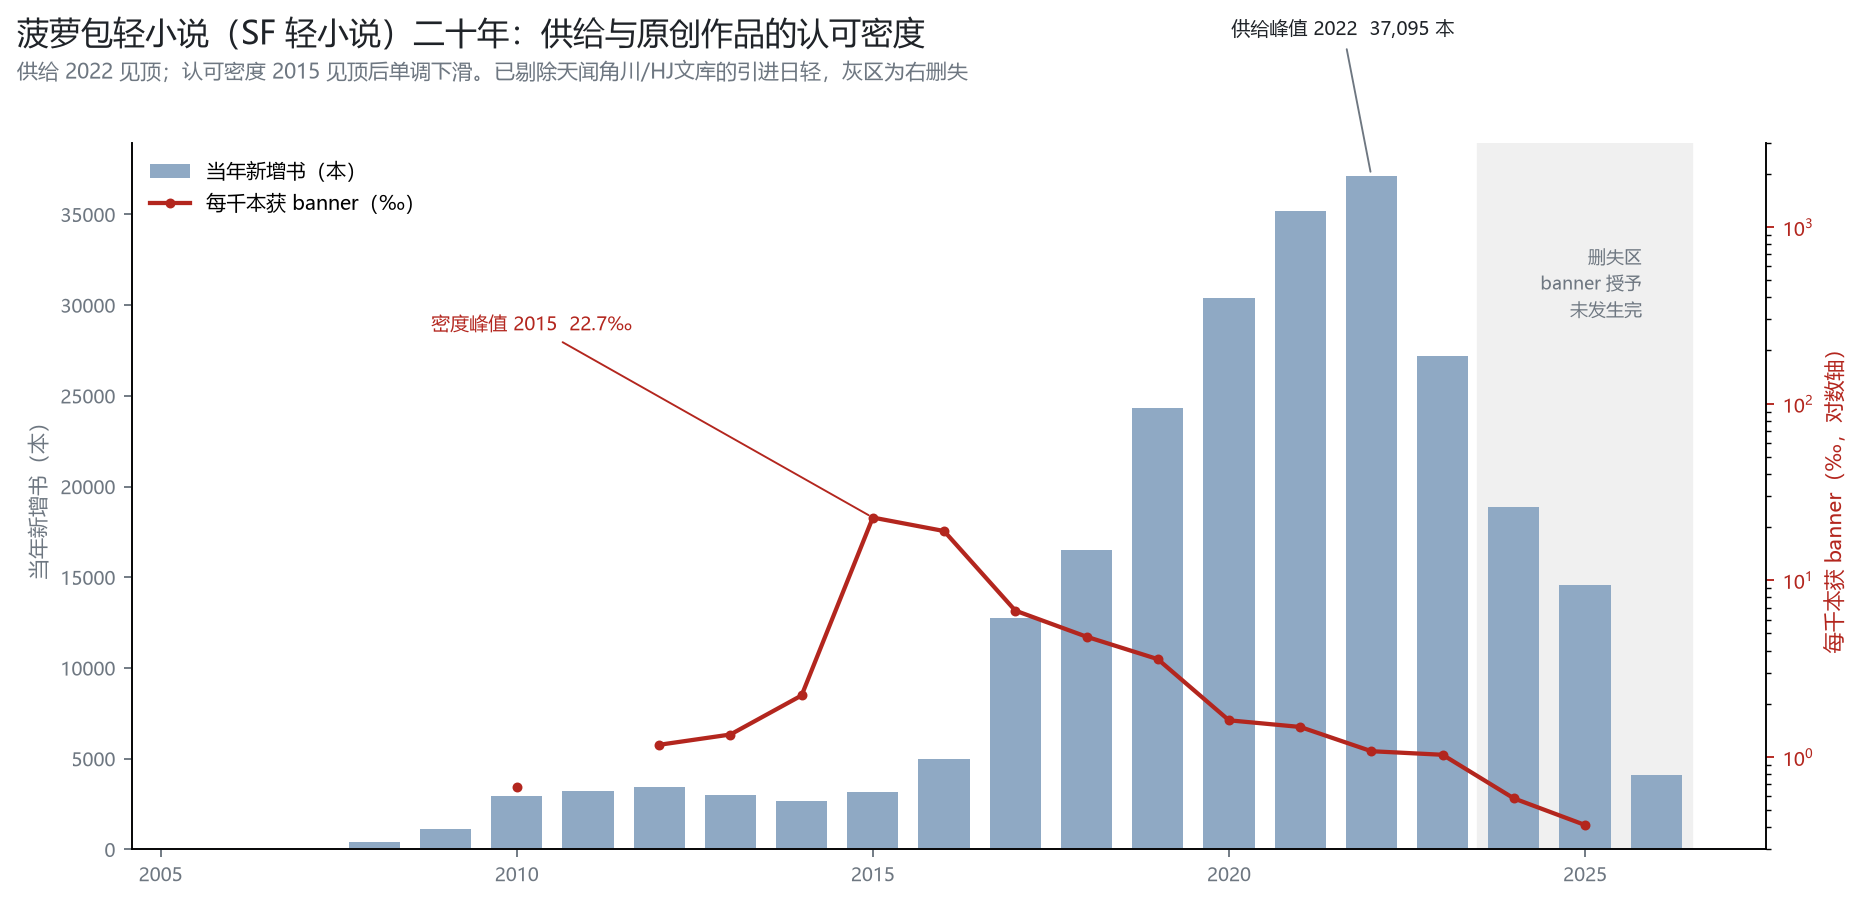 菠萝包轻小说（SF 轻小说）二十年：供给与原创作品的认可密度
供给 2022 见顶；认可密度 2015 见顶后单调下滑。已剔除天闻角川/HJ文库的引进日轻，灰区为右删失
供给峰值 2022  37,095 本
当年新增书（本）
每千本获 banner（‰）
密度峰值 2015  22.7‰
删失区
banner 授予
未发生完
当年新增书（本）
35000
30000
25000
20000
15000
10000
5000
0
2005
2010
2015
2020
2025
10³
10²
10¹
10⁰
每千本获 banner（‰，对数轴）